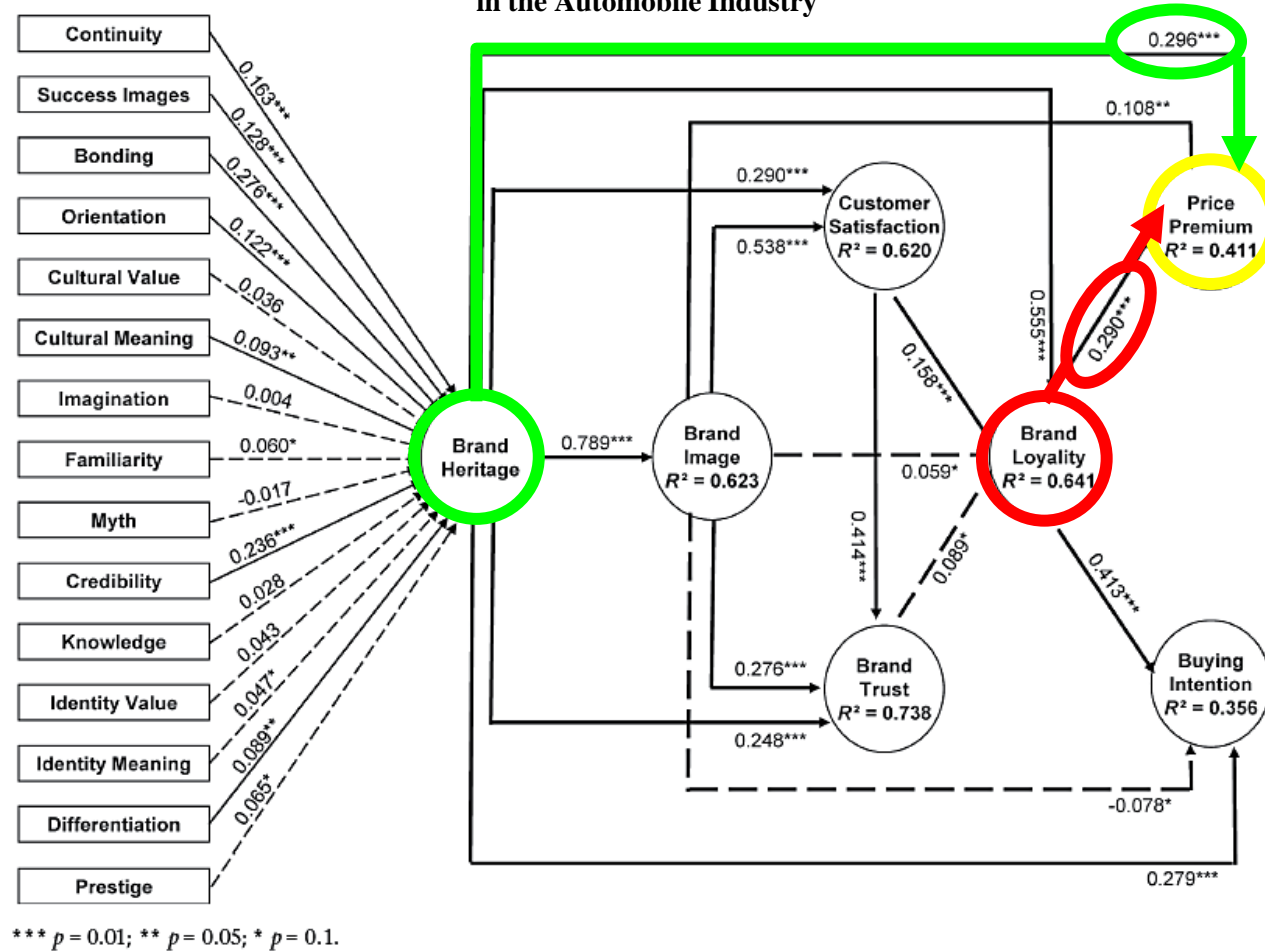 in the Automobile Industry
Continuity
Success Images
Bonding
Orientation
Cultural Value
Cultural Meaning
Imagination
Familiarity
Myth
Credibility
Knowledge
Identity Value
Identity Meaning
Differentiation
Prestige
0.163***
0.128***
0.276***
0.122***
0.036
0.093**
0.004
0.060*
-0.017
0.236***
0.028
0.043
0.047*
0.089**
0.065*
Brand
Heritage
0.789***
Brand
Image
R² = 0.623
0.296***
0.108**
0.290***
0.538***
Customer
Satisfaction
R² = 0.620
Price
Premium
R² = 0.411
0.555***
0.290***
0.158***
0.059*
Brand
Loyality
R² = 0.641
0.414***
0.089*
0.413***
0.276***
0.248***
Brand
Trust
R² = 0.738
Buying
Intention
R² = 0.356
-0.078*
0.279***
*** p = 0.01; ** p = 0.05; * p = 0.1.